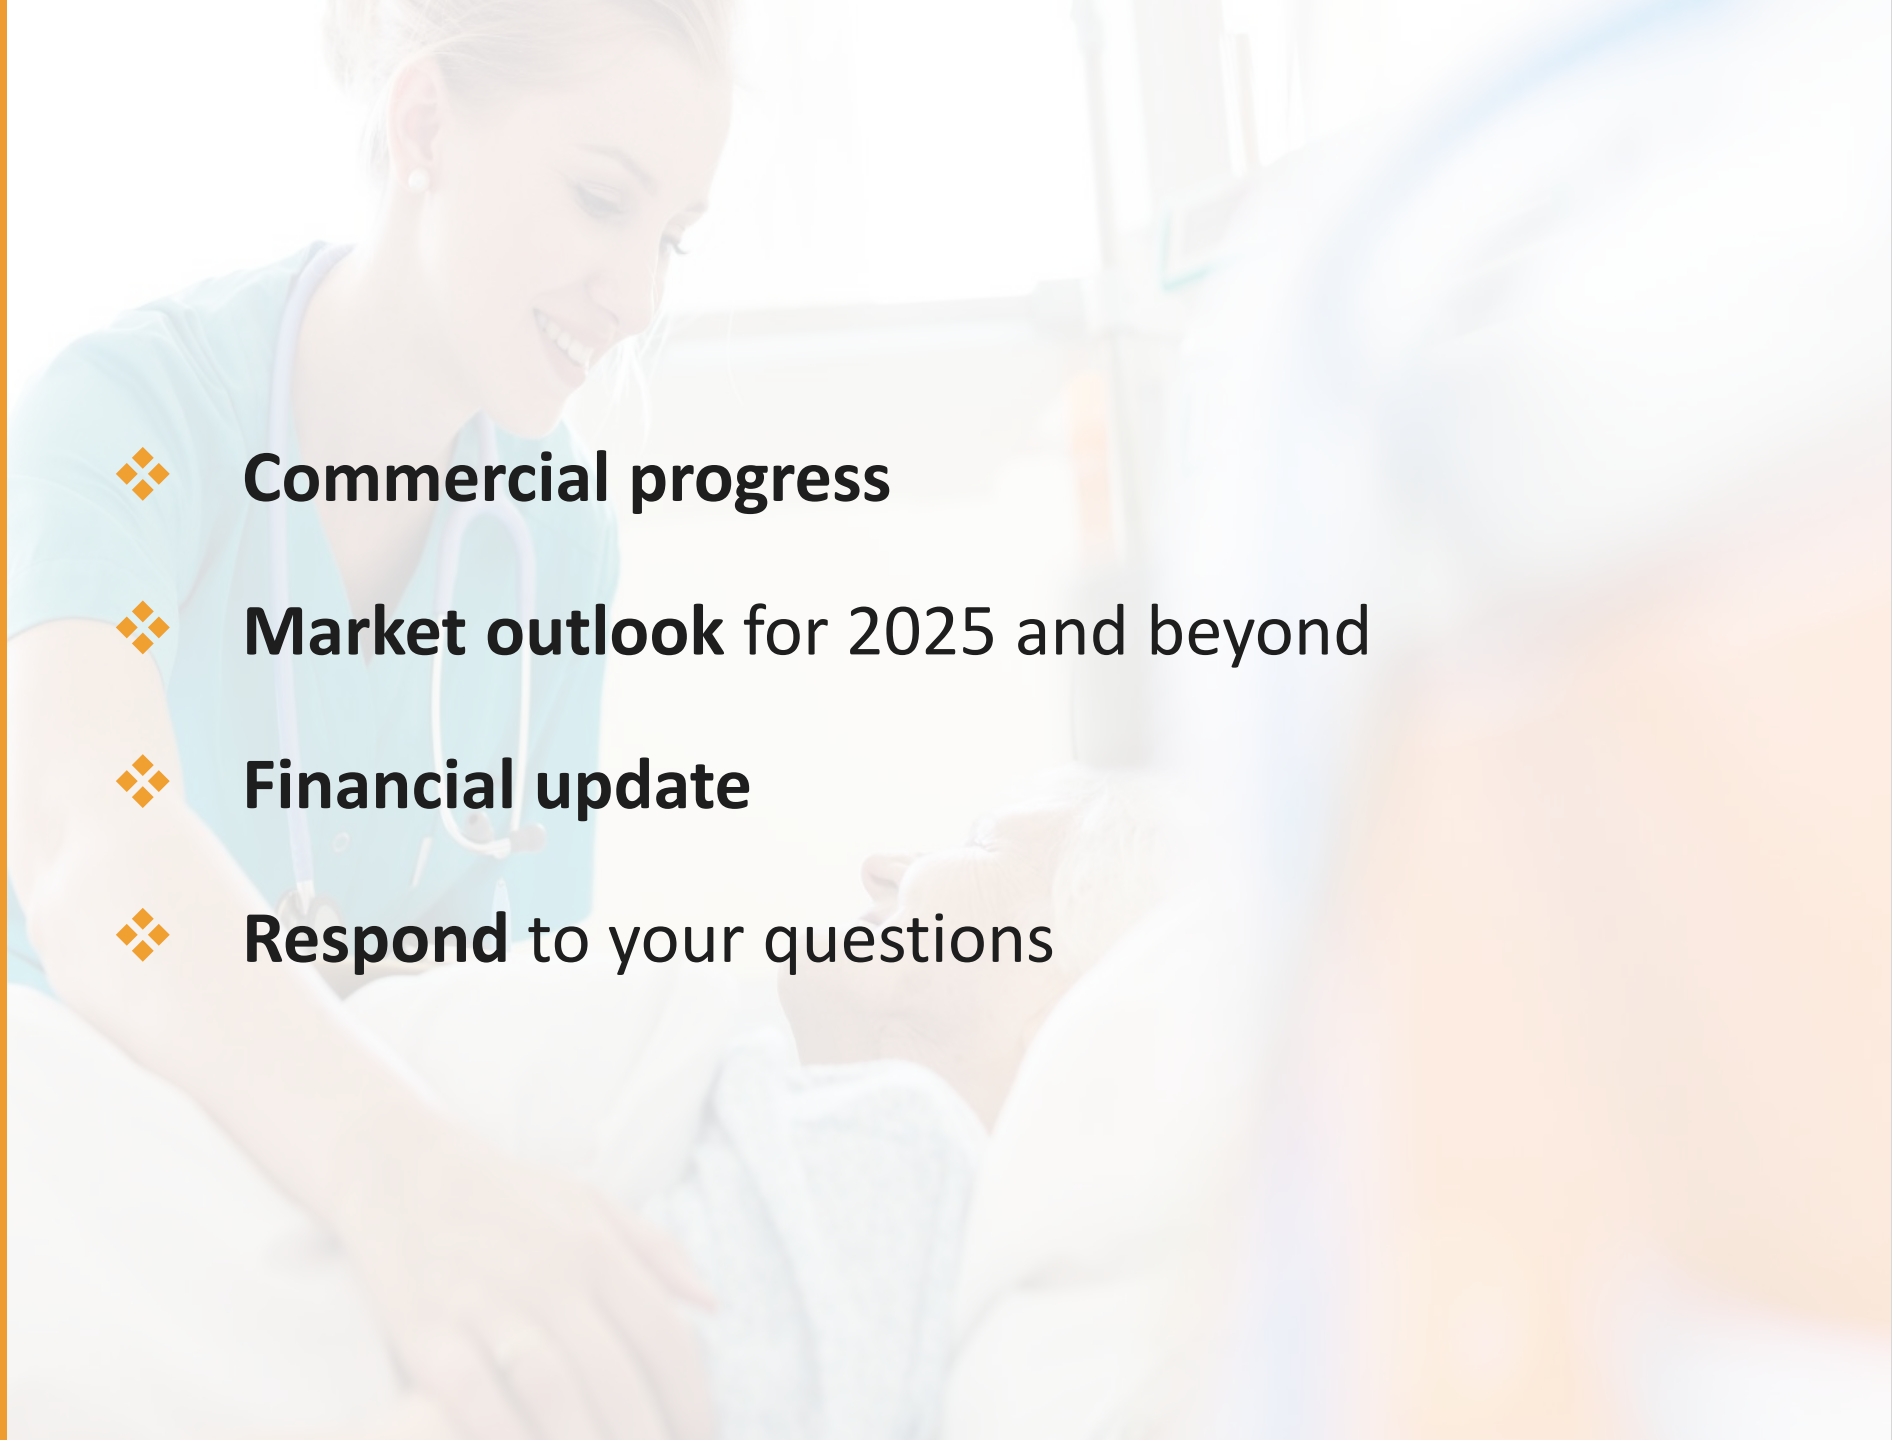 Commercial progress
Market outlook for 2025 and beyond
Financial update
Respond to your questions